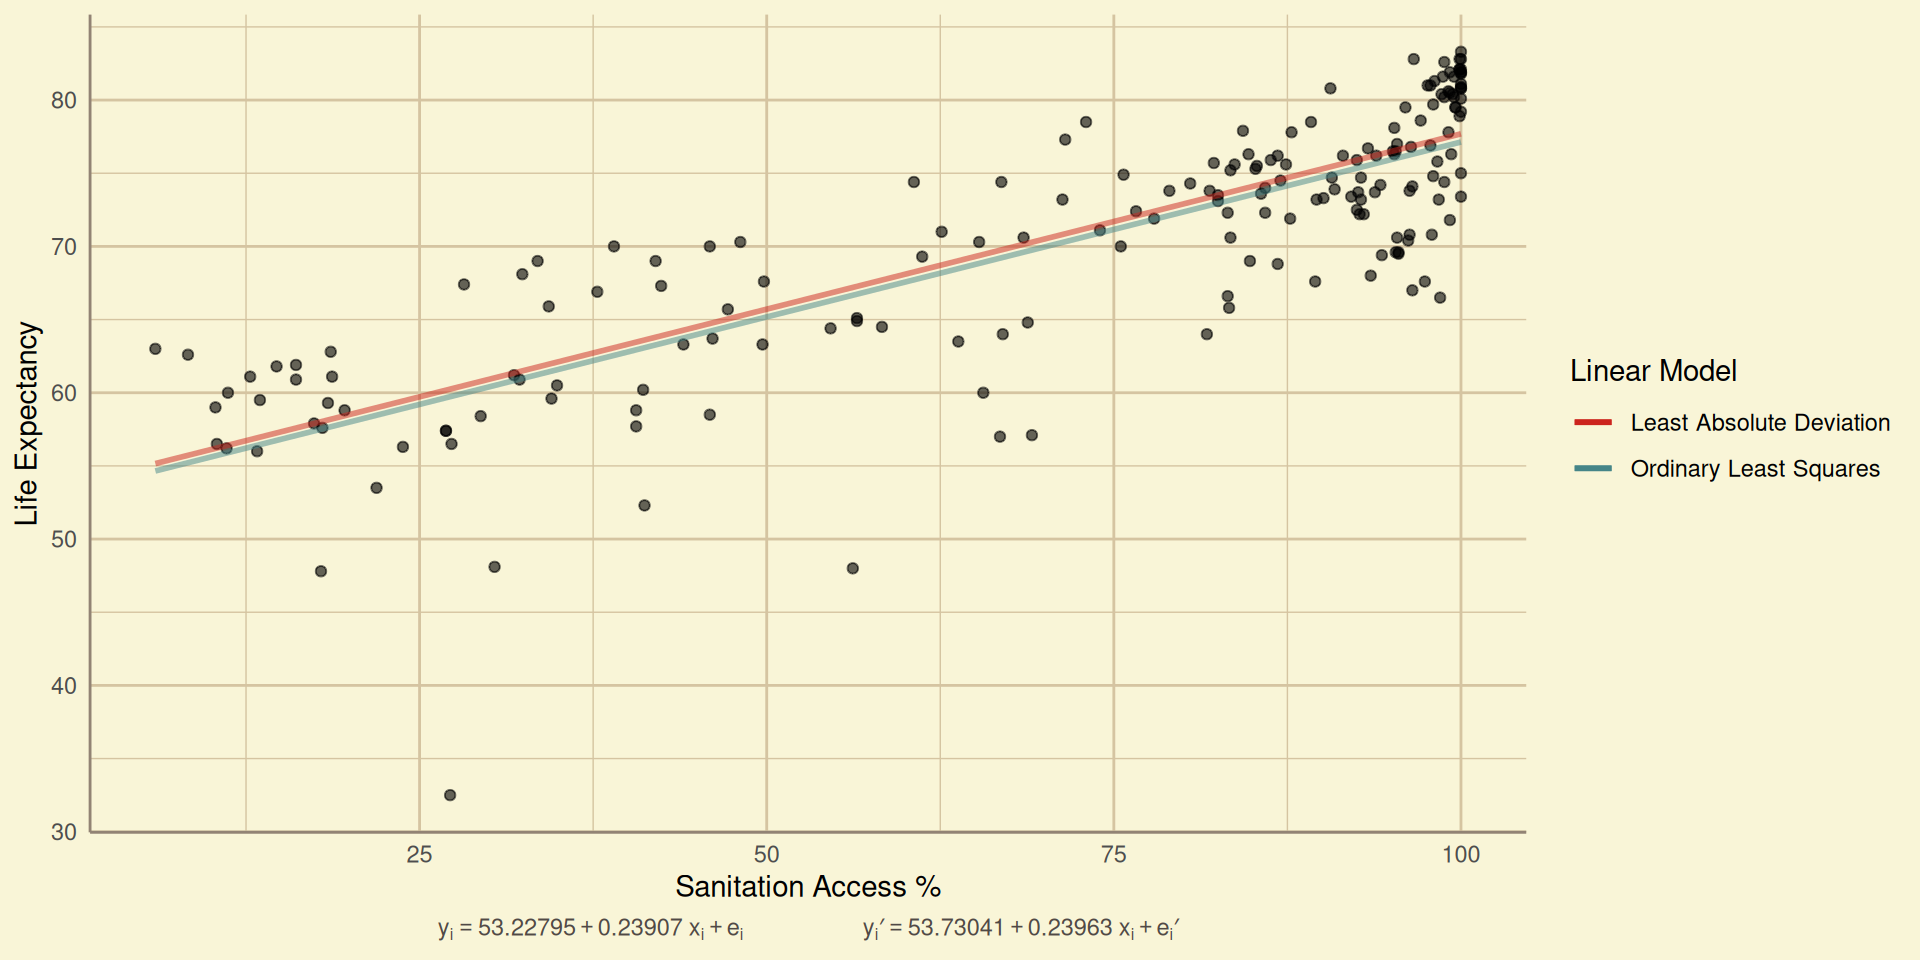 80
70
60
50
40
30
Life Expectancy
25 50 75 100
Sanitation Access %
yᵢ = 53.22795 + 0.23907 xᵢ + eᵢ yᵢ′ = 53.73041 + 0.23963 xᵢ + eᵢ′
Linear Model
Least Absolute Deviation
Ordinary Least Squares